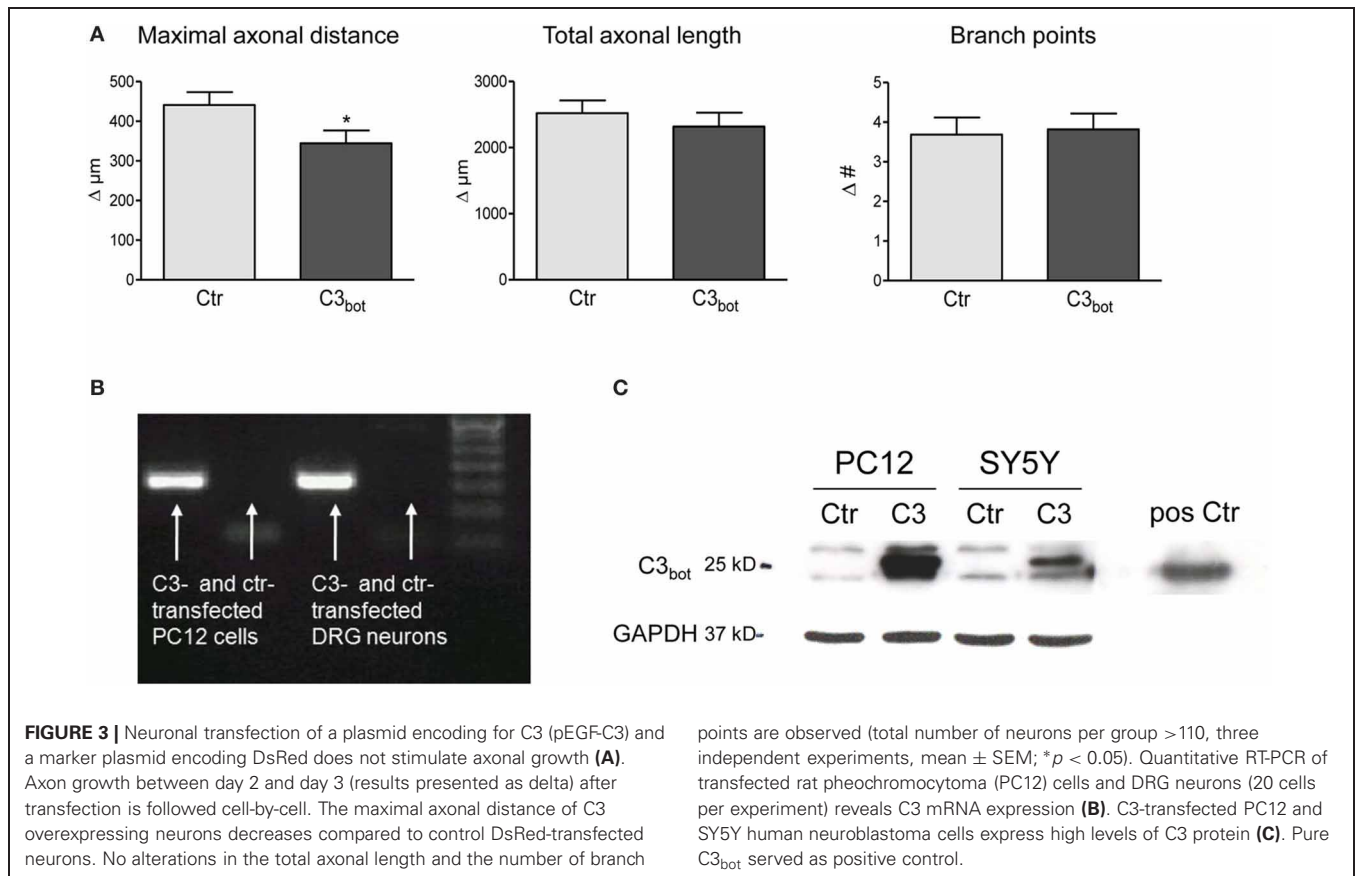 A
Maximal axonal distance
Total axonal length
Branch points
500
400
300
200
100
0
Δ µm
*
Ctr
C3bot
3000
2000
1000
0
Δ µm
Ctr
C3bot
5
4
3
2
1
0
Δ #
Ctr
C3bot
B
C3- and ctr-
transfected
PC12 cells
C3- and ctr-
transfected
DRG neurons
C
PC12 SY5Y
Ctr C3 Ctr C3 pos Ctr
C3bot 25 kD
GAPDH 37 kD
FIGURE 3 | Neuronal transfection of a plasmid encoding for C3 (pEGF-C3) and
a marker plasmid encoding DsRed does not stimulate axonal growth (A).
Axon growth between day 2 and day 3 (results presented as delta) after
transfection is followed cell-by-cell. The maximal axonal distance of C3
overexpressing neurons decreases compared to control DsRed-transfected
neurons. No alterations in the total axonal length and the number of branch
points are observed (total number of neurons per group >110, three
independent experiments, mean ± SEM; *p < 0.05). Quantitative RT-PCR of
transfected rat pheochromocytoma (PC12) cells and DRG neurons (20 cells
per experiment) reveals C3 mRNA expression (B). C3-transfected PC12 and
SY5Y human neuroblastoma cells express high levels of C3 protein (C). Pure
C3bot served as positive control.